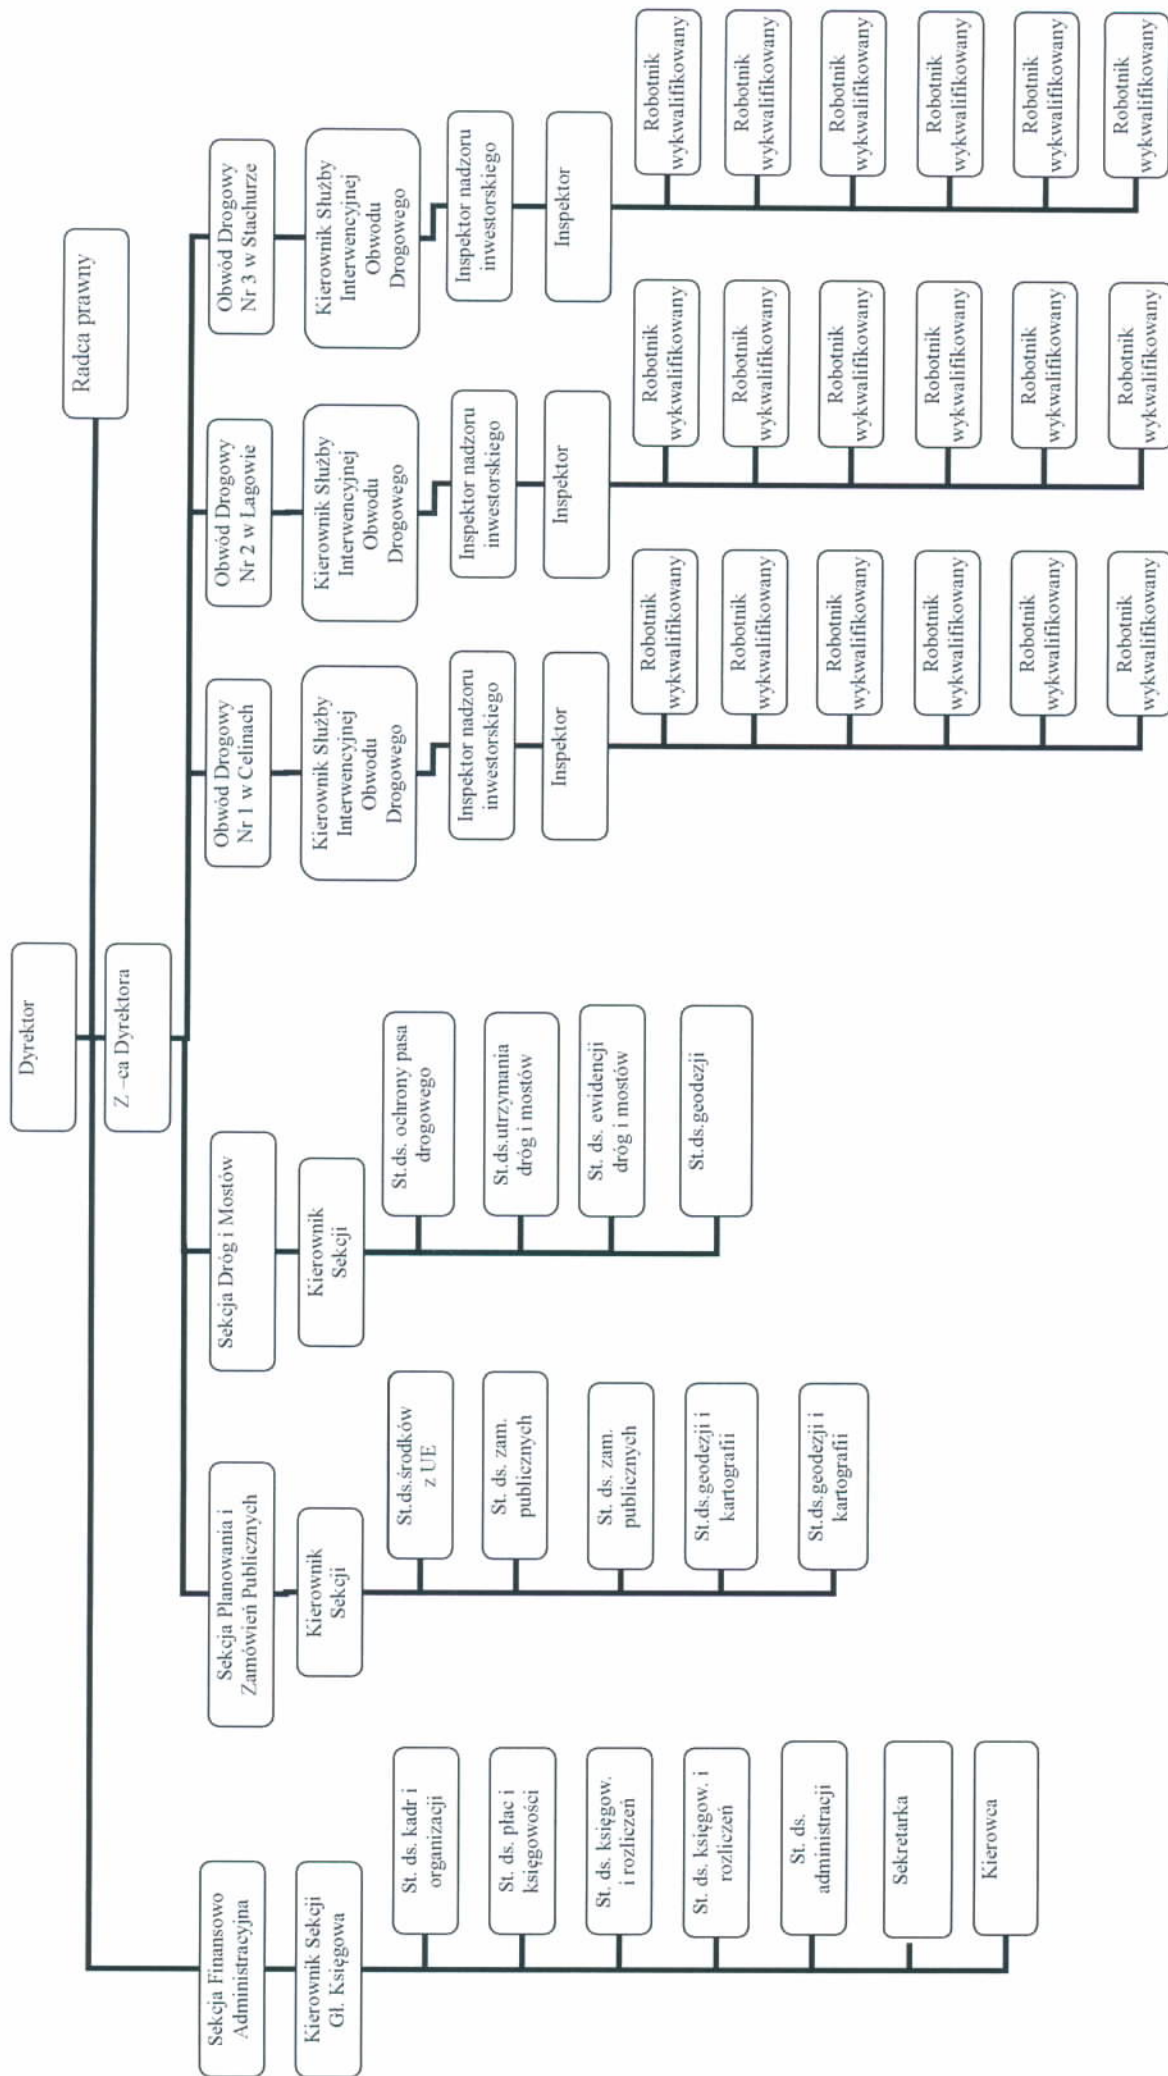 Dyrektor
Radca prawny
Z –ca Dyrektora
Sekcja Finansowo
Administracyjna
Kierownik Sekcji
Gł. Księgowa
St. ds. kadr i
organizacji
St. ds. płac i
księgowości
St. ds. księgow.
i rozliczeń
St. ds. księgow. i
rozliczeń
St. ds.
administracji
Sekretarka
Kierowca
Sekcja Planowania i
Zamówień Publicznych
Kierownik
Sekcji
St.ds.środków
z UE
St. ds. zam.
publicznych
St. ds. zam.
publicznych
St.ds.geodezji i
kartografii
St.ds.geodezji i
kartografii
Sekcja Dróg i Mostów
Kierownik
Sekcji
St.ds. ochrony pasa
drogowego
St.ds.utrzymania
dróg i mostów
St. ds. ewidencji
dróg i mostów
St.ds.geodezji
Obwód Drogowy
Nr 1 w Celinach
Kierownik Służby
Interwencyjnej
Obwodu
Drogowego
Inspektor nadzoru
inwestorskiego
Inspektor
Robotnik
wykwalifikowany
Robotnik
wykwalifikowany
Robotnik
wykwalifikowany
Robotnik
wykwalifikowany
Robotnik
wykwalifikowany
Robotnik
wykwalifikowany
Obwód Drogowy
Nr 2 w Łagowie
Kierownik Służby
Interwencyjnej
Obwodu
Drogowego
Inspektor nadzoru
inwestorskiego
Inspektor
Robotnik
wykwalifikowany
Robotnik
wykwalifikowany
Robotnik
wykwalifikowany
Robotnik
wykwalifikowany
Robotnik
wykwalifikowany
Robotnik
wykwalifikowany
Obwód Drogowy
Nr 3 w Stachurze
Kierownik Służby
Interwencyjnej
Obwodu
Drogowego
Inspektor nadzoru
inwestorskiego
Inspektor
Robotnik
wykwalifikowany
Robotnik
wykwalifikowany
Robotnik
wykwalifikowany
Robotnik
wykwalifikowany
Robotnik
wykwalifikowany
Robotnik
wykwalifikowany